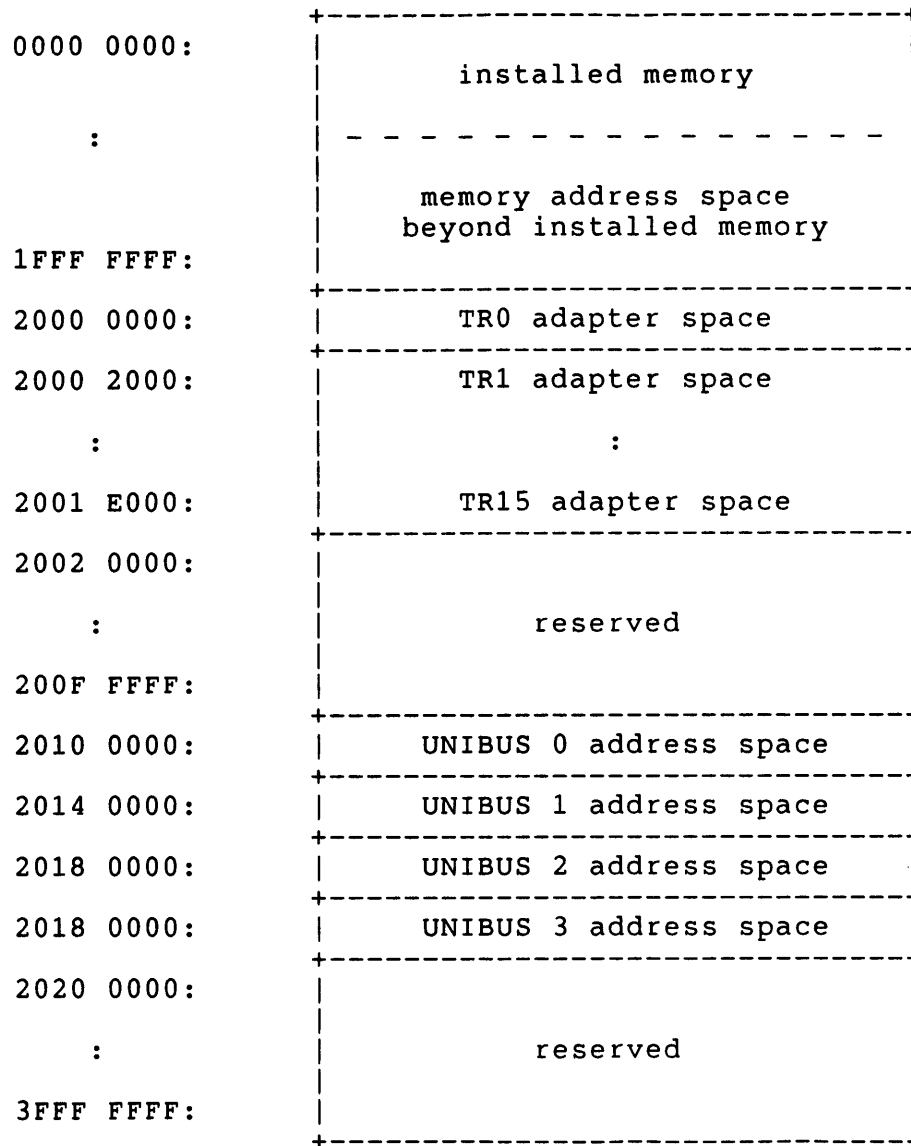 0000 0000:
installed memory
:
memory address space
beyond installed memory
1FFF FFFF:
2000 0000: TR0 adapter space
2000 2000: TR1 adapter space
: :
2001 E000: TR15 adapter space
2002 0000:
: reserved
200F FFFF:
2010 0000: UNIBUS 0 address space
2014 0000: UNIBUS 1 address space
2018 0000: UNIBUS 2 address space
2018 0000: UNIBUS 3 address space
2020 0000:
: reserved
3FFF FFFF: